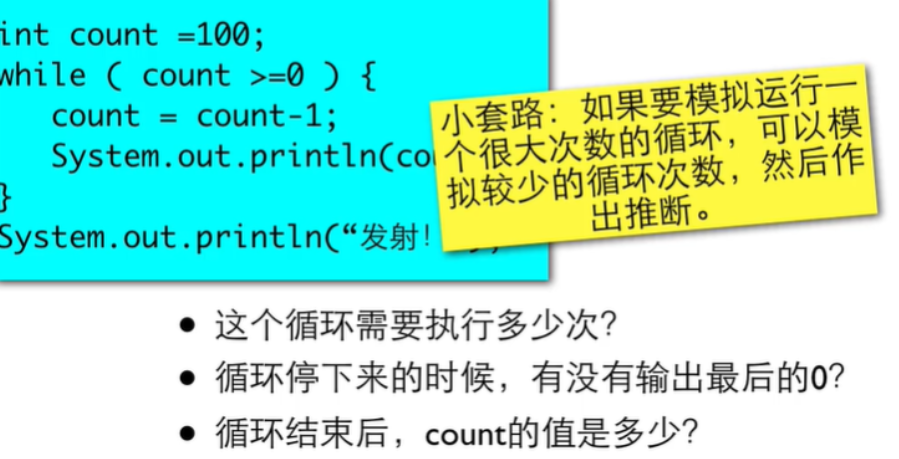 int count =100;
while ( count >=0 ) {
count = count-1;
System.out.println(co
}
System.out.println(“发射!
小套路：如果要模拟运行一
个很大次数的循环，可以模
拟较少的循环次数，然后作
出推断。
• 这个循环需要执行多少次？
• 循环停下来的时候，有没有输出最后的0？
• 循环结束后，count的值是多少？